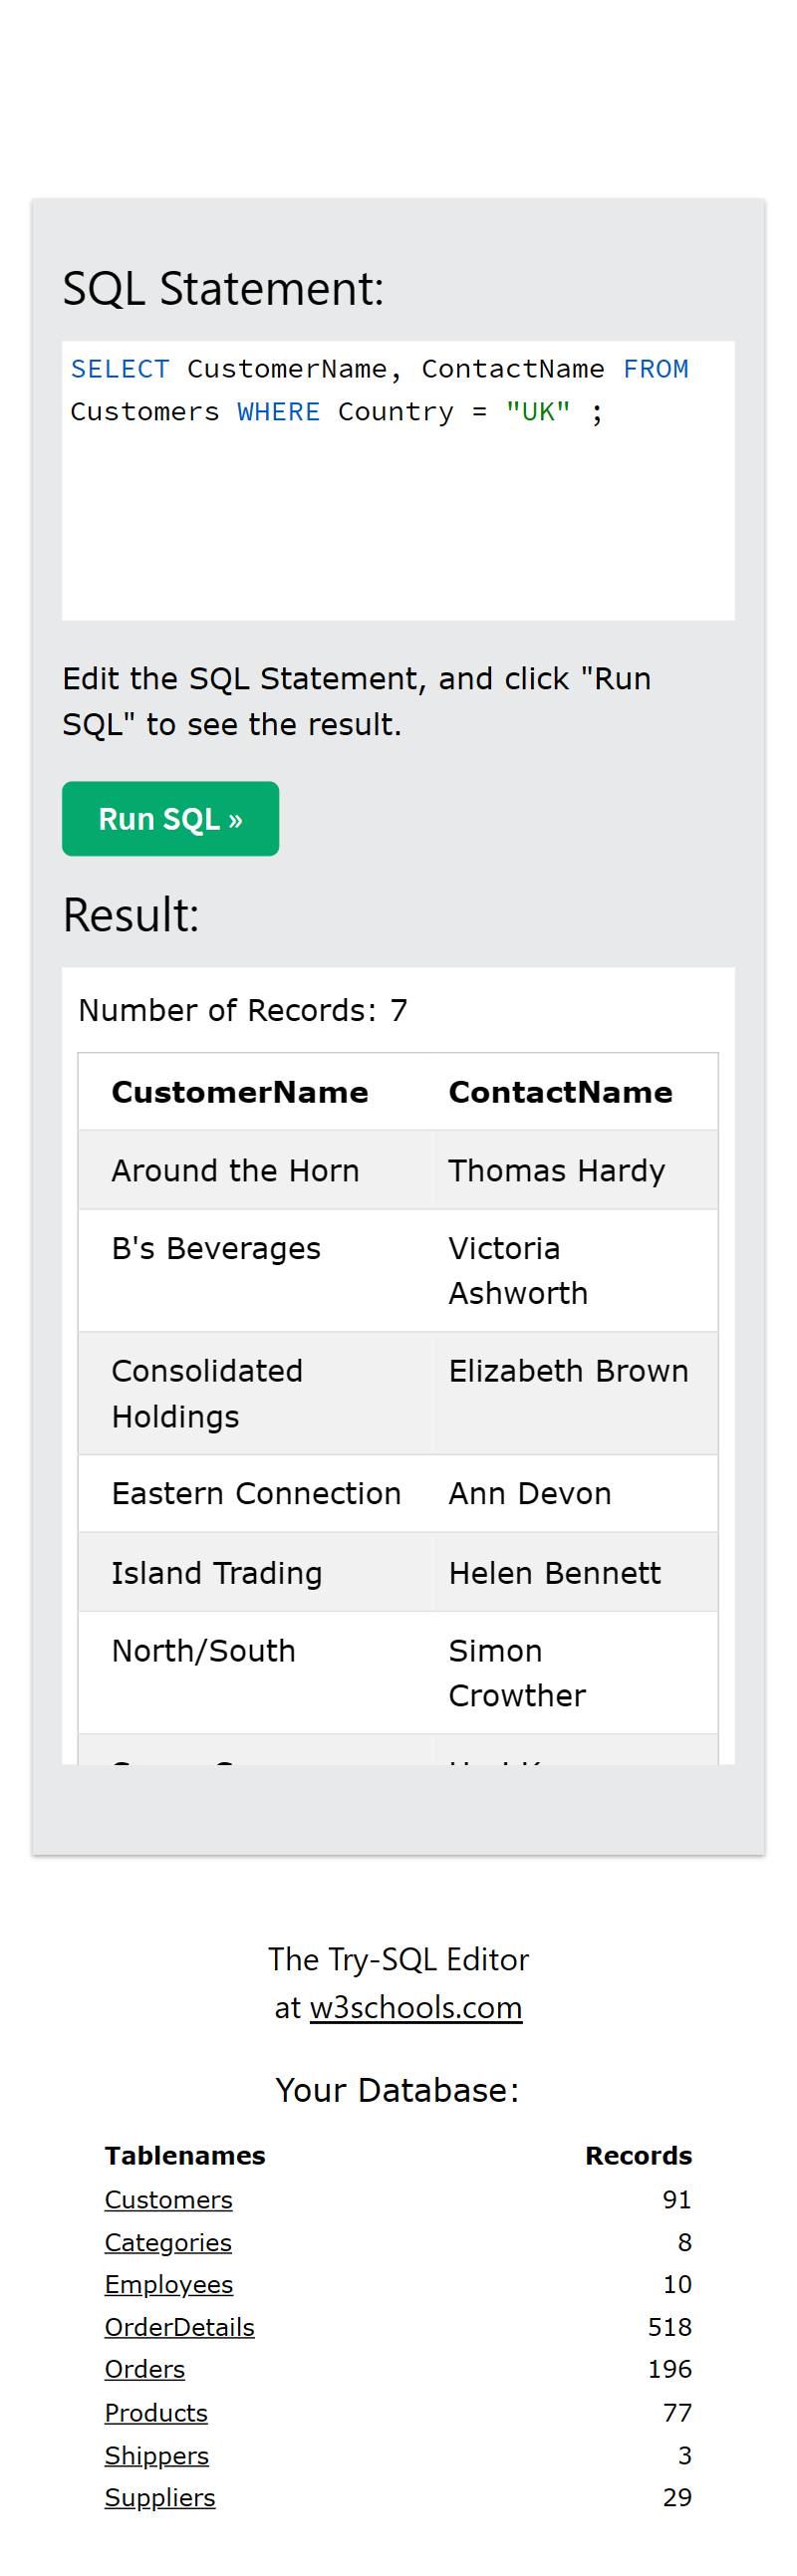 SQL Statement:
SELECT CustomerName, ContactName FROM
Customers WHERE Country = "UK" ;
Edit the SQL Statement, and click "Run
SQL" to see the result.
Run SQL »
Result:
Number of Records: 7
CustomerName ContactName
Around the Horn Thomas Hardy
B's Beverages Victoria
Ashworth
Consolidated Elizabeth Brown
Holdings
Eastern Connection Ann Devon
Island Trading Helen Bennett
North/South Simon
Crowther
The Try-SQL Editor
at w3schools.com
Your Database:
Tablenames Records
Customers 91
Categories 8
Employees 10
OrderDetails 518
Orders 196
Products 77
Shippers 3
Suppliers 29